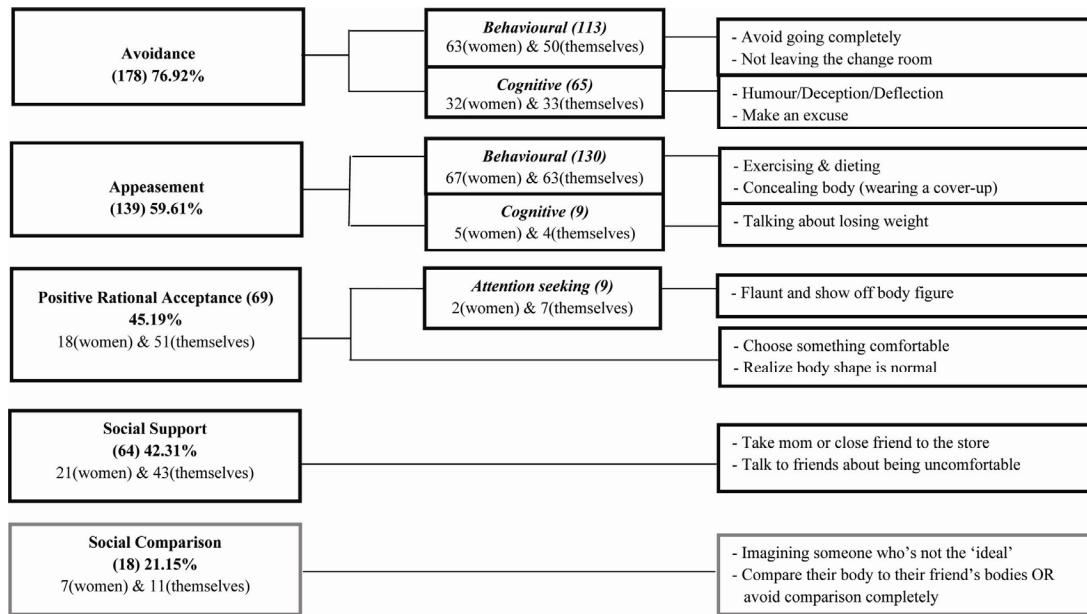 Avoidance
(178) 76.92%
Behavioural (113)
63(women) & 50(themselves)
- Avoid going completely
- Not leaving the change room
Cognitive (65)
32(women) & 33(themselves)
- Humour/Deception/Deflection
- Make an excuse
Appeasement
(139) 59.61%
Behavioural (130)
67(women) & 63(themselves)
- Exercising & dieting
- Concealing body (wearing a cover-up)
Cognitive (9)
5(women) & 4(themselves)
- Talking about losing weight
Positive Rational Acceptance (69)
45.19%
18(women) & 51(themselves)
Attention seeking (9)
2(women) & 7(themselves)
- Flaunt and show off body figure
- Choose something comfortable
- Realize body shape is normal
Social Support
(64) 42.31%
21(women) & 43(themselves)
- Take mom or close friend to the store
- Talk to friends about being uncomfortable
Social Comparison
(18) 21.15%
7(women) & 11(themselves)
- Imagining someone who's not the ‘ideal’
- Compare their body to their friend's bodies OR
avoid comparison completely